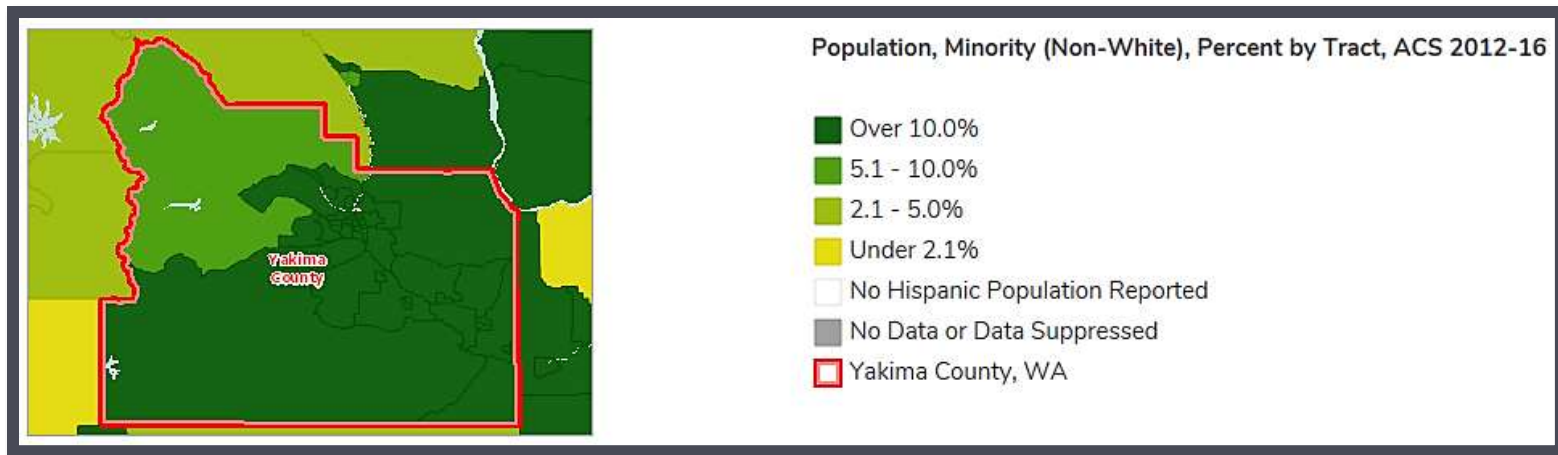 Population, Minority (Non-White), Percent by Tract, ACS 2012-16
Over 10.0%
5.1 - 10.0%
2.1 - 5.0%
Under 2.1%
No Hispanic Population Reported
No Data or Data Suppressed
Yakima County, WA
Yakima
County